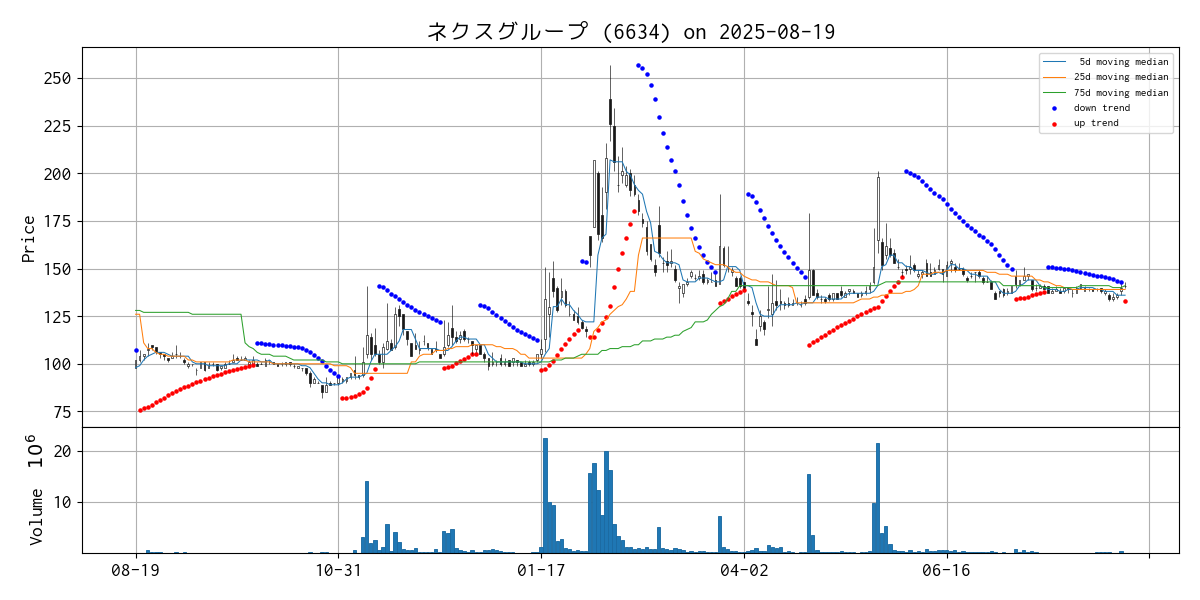 ネクスグループ (6634) on 2025-08-19
5d moving median
25d moving median
75d moving median
down trend
up trend
Price
250
225
200
175
150
125
100
75
Volume 10^6
20
10
08-19
10-31
01-17
04-02
06-16